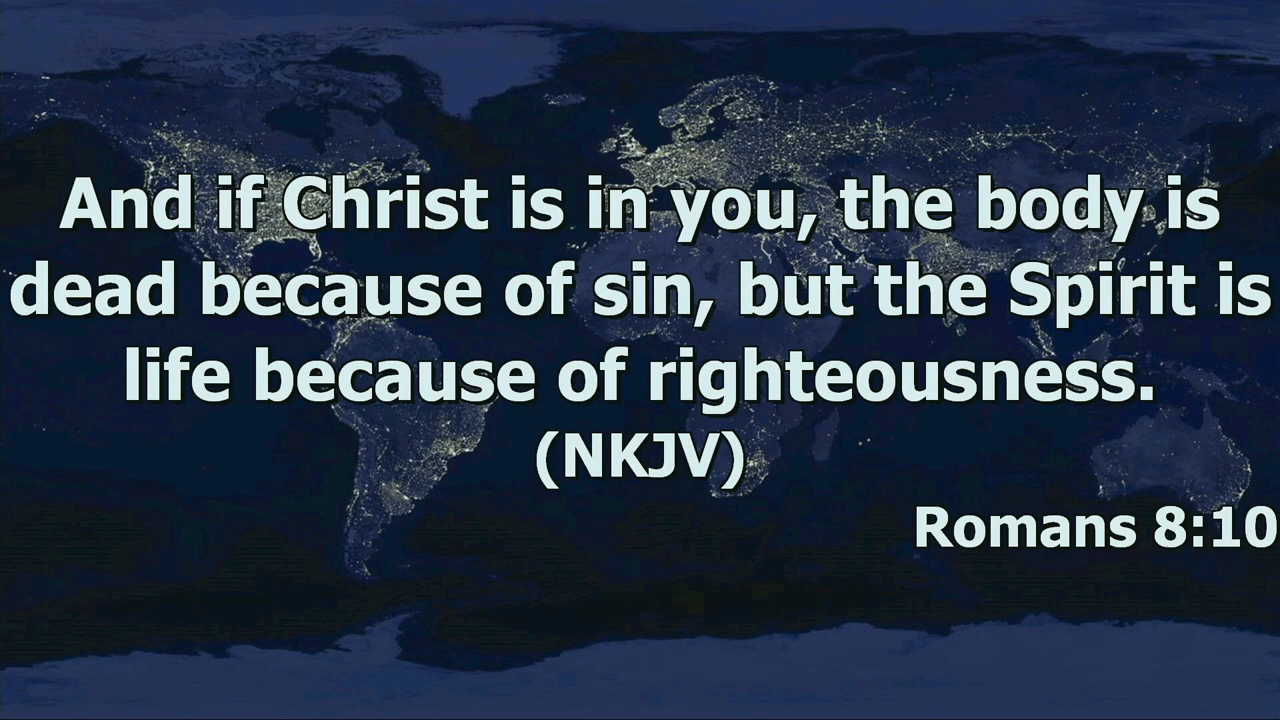 And if Christ is in you, the body is
dead because of sin, but the Spirit is
life because of righteousness.
(NKJV)
Romans 8:10